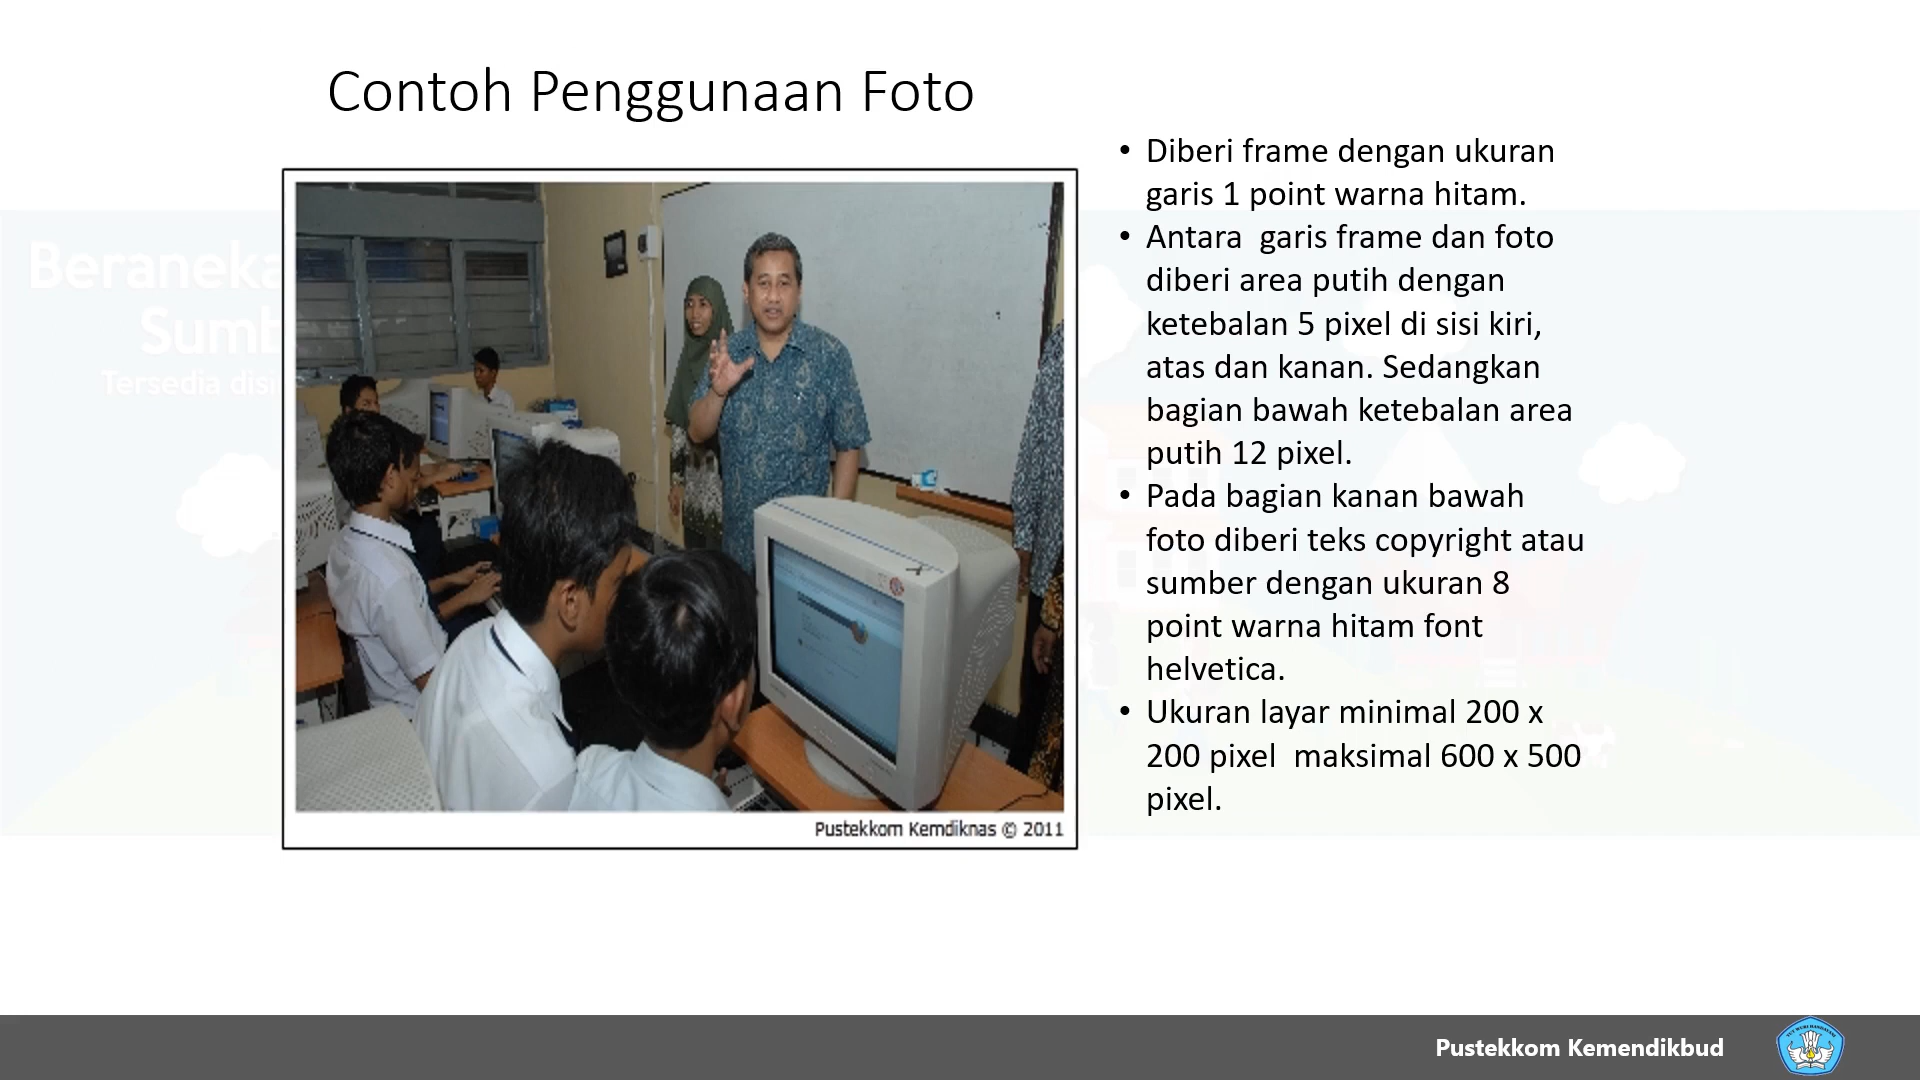 Contoh Penggunaan Foto
• Diberi frame dengan ukuran
garis 1 point warna hitam.
• Antara  garis frame dan foto
diberi area putih dengan
ketebalan 5 pixel di sisi kiri,
atas dan kanan. Sedangkan
bagian bawah ketebalan area
putih 12 pixel.
• Pada bagian kanan bawah
foto diberi teks copyright atau
sumber dengan ukuran 8
point warna hitam font
helvetica.
• Ukuran layar minimal 200 x
200 pixel  maksimal 600 x 500
pixel.
Beraneka
Sumb
Tersedia disi
Pustekkom Kemdiknas © 2011
Pustekkom Kemendikbud